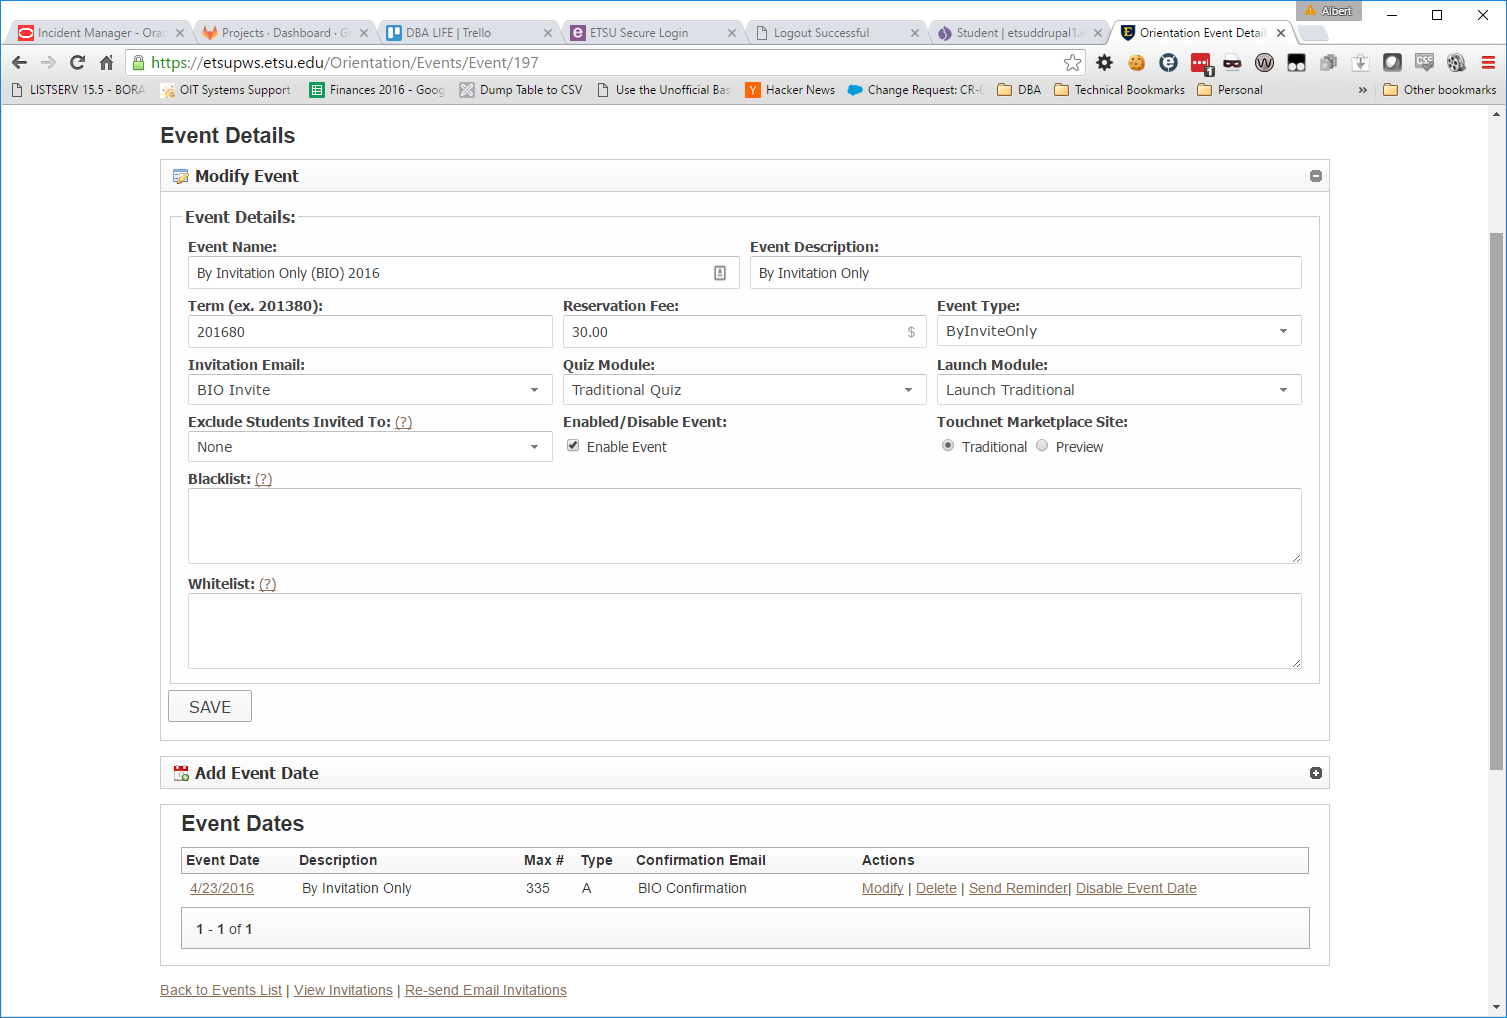 Albert
Incident Manager - Orac
Projects · Dashboard · G
DBA LIFE | Trello
ETSU Secure Login
Logout Successful
Student | etsuddrupal1.e
Orientation Event Detail
https://etsupws.etsu.edu/Orientation/Events/Event/197
LISTSERV 15.5 - BORA
OIT Systems Support
Finances 2016 - Goog
Dump Table to CSV
Use the Unofficial Bas
Hacker News
Change Request: CR-0
DBA
Technical Bookmarks
Personal
»
Other bookmarks
Event Details
Modify Event
Event Details:
Event Name: Event Description:
By Invitation Only (BIO) 2016 By Invitation Only
Term (ex. 201380): Reservation Fee: Event Type:
201680 30.00 $ ByInviteOnly
Invitation Email: Quiz Module: Launch Module:
BIO Invite Traditional Quiz Launch Traditional
Exclude Students Invited To: (?) Enabled/Disable Event: Touchnet Marketplace Site:
None Enable Event Traditional Preview
Blacklist: (?)
Whitelist: (?)
SAVE
Add Event Date
Event Dates
Event Date Description Max # Type Confirmation Email Actions
4/23/2016 By Invitation Only 335 A BIO Confirmation Modify | Delete | Send Reminder| Disable Event Date
1 - 1 of 1
Back to Events List | View Invitations | Re-send Email Invitations